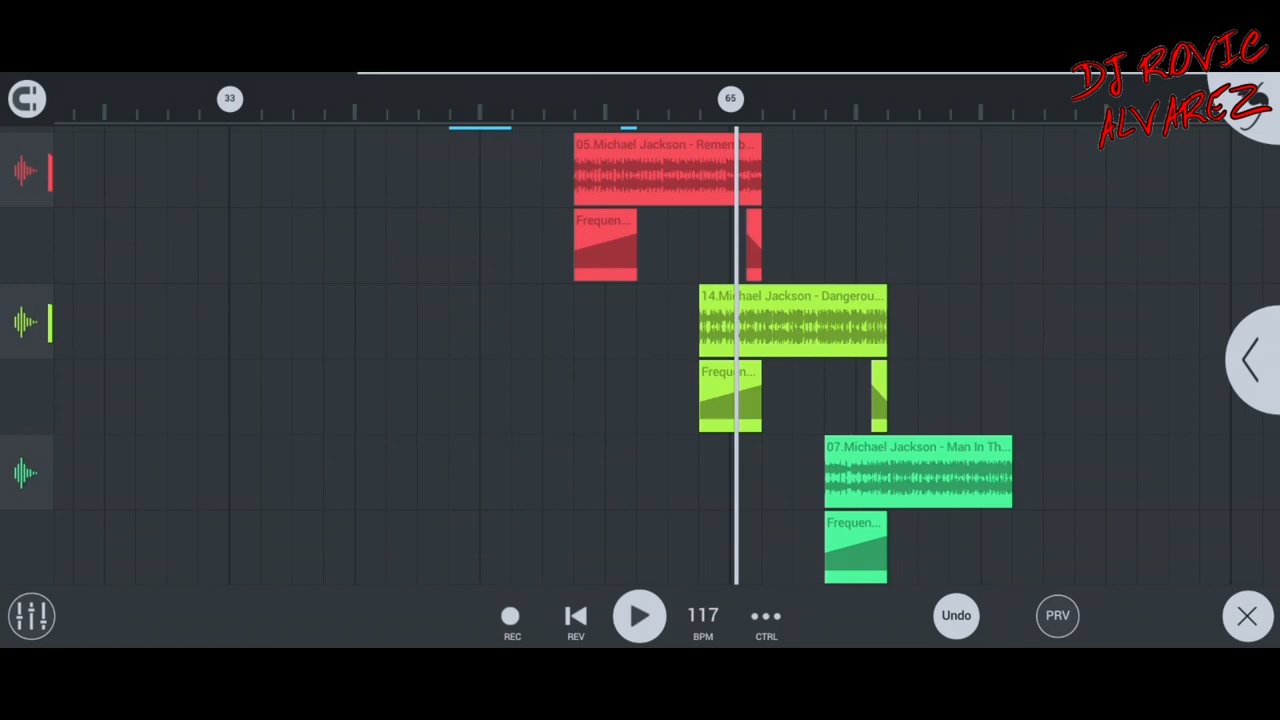 DJ ROVIC
ALVAREZ
33
65
05.Michael Jackson - Rememb...
Frequen...
14.Michael Jackson - Dangerou...
Frequen...
07.Michael Jackson - Man In Th...
Frequen...
REC
REV
117
BPM
CTRL
Undo
PRV